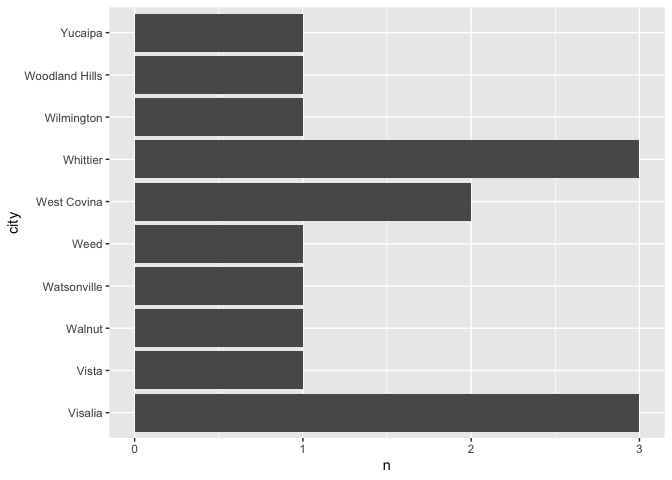 Yucaipa
Woodland Hills
Wilmington
Whittier
West Covina
Weed
Watsonville
Walnut
Vista
Visalia
city
0 1 2 3
n